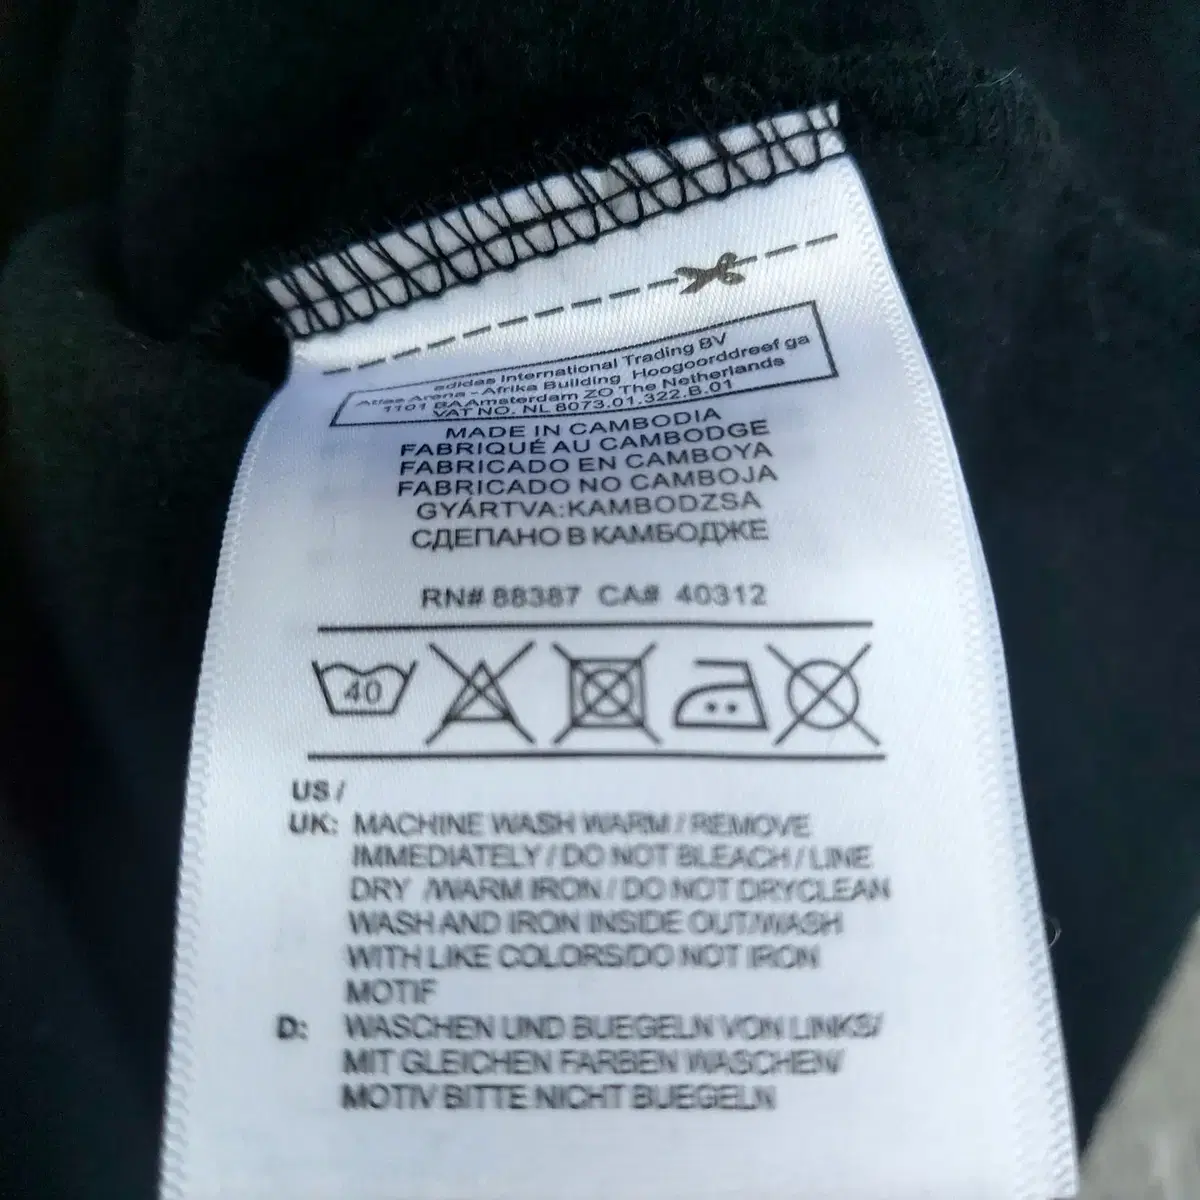 adidas International Trading BV
Atlas Arena - Afrika Building Hoogoorddreef ga
1101 BA Amsterdam ZO The Netherlands
VAT NO. NL 8073.01.322.B.01
MADE IN CAMBODIA
FABRIQUÉ AU CAMBODGE
FABRICADO EN CAMBOYA
FABRICADO NO CAMBOJA
GYÁRTVA:KAMBODZSA
СДЕЛАНО В КАМБОДЖЕ
RN# 88387 CA# 40312
40
US /
UK: MACHINE WASH WARM / REMOVE
IMMEDIATELY / DO NOT BLEACH / LINE
DRY /WARM IRON / DO NOT DRYCLEAN
WASH AND IRON INSIDE OUT/WASH
WITH LIKE COLORS/DO NOT IRON
MOTIF
D: WASCHEN UND BUEGELN VON LINKS/
MIT GLEICHEN FARBEN WASCHEN/
MOTIV BITTE NICHT BUEGELN